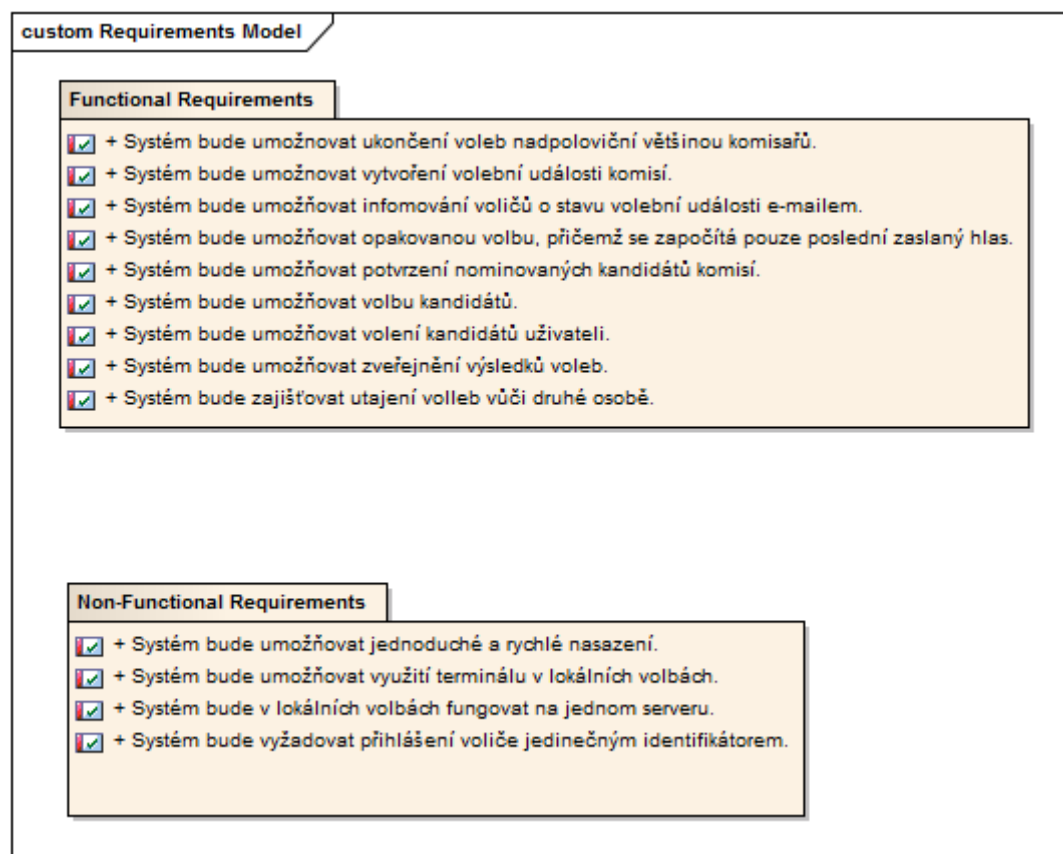 custom Requirements Model
Functional Requirements
+ Systém bude umožnovat ukončení voleb nadpoloviční většinou komisařů.
+ Systém bude umožnovat vytvoření volební události komisí.
+ Systém bude umožňovat infomování voličů o stavu volební události e-mailem.
+ Systém bude umožňovat opakovanou volbu, přičemž se započítá pouze poslední zaslaný hlas.
+ Systém bude umožňovat potvrzení nominovaných kandidátů komisí.
+ Systém bude umožňovat volbu kandidátů.
+ Systém bude umožňovat volení kandidátů uživateli.
+ Systém bude umožňovat zveřejnění výsledků voleb.
+ Systém bude zajišťovat utajení volleb vůči druhé osobě.
Non-Functional Requirements
+ Systém bude umožňovat jednoduché a rychlé nasazení.
+ Systém bude umožňovat využití terminálu v lokálních volbách.
+ Systém bude v lokálních volbách fungovat na jednom serveru.
+ Systém bude vyžadovat přihlášení voliče jedinečným identifikátorem.